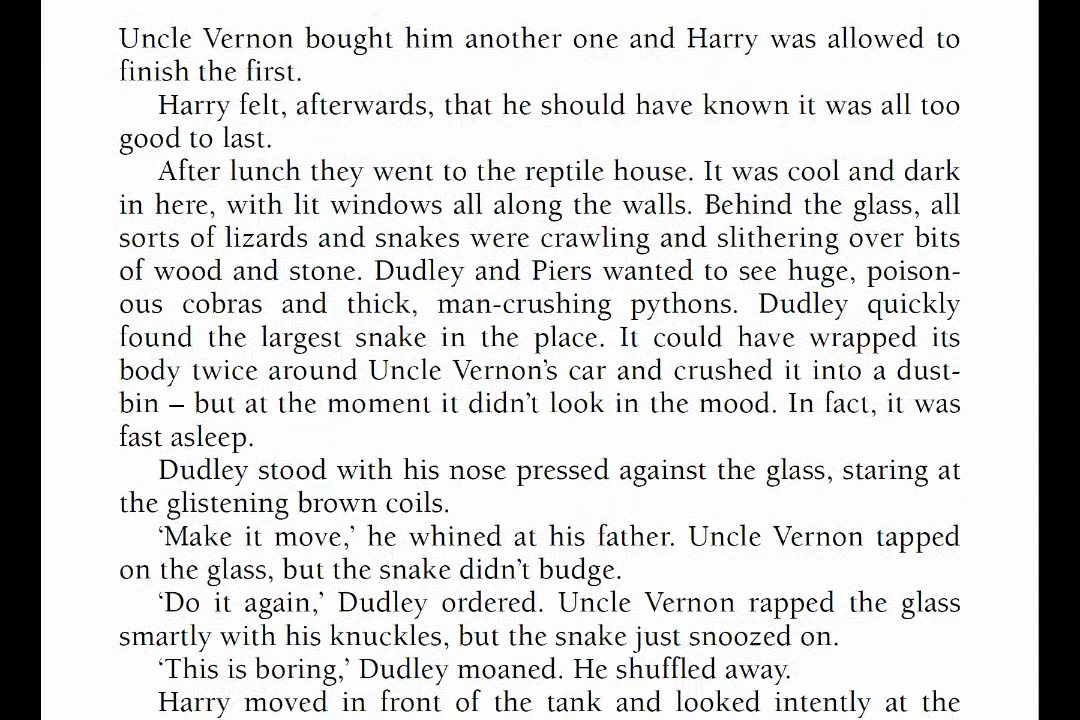 Uncle Vernon bought him another one and Harry was allowed to
finish the first.
Harry felt, afterwards, that he should have known it was all too
good to last.
After lunch they went to the reptile house. It was cool and dark
in here, with lit windows all along the walls. Behind the glass, all
sorts of lizards and snakes were crawling and slithering over bits
of wood and stone. Dudley and Piers wanted to see huge, poison-
ous cobras and thick, man-crushing pythons. Dudley quickly
found the largest snake in the place. It could have wrapped its
body twice around Uncle Vernon’s car and crushed it into a dust-
bin – but at the moment it didn’t look in the mood. In fact, it was
fast asleep.
Dudley stood with his nose pressed against the glass, staring at
the glistening brown coils.
‘Make it move,’ he whined at his father. Uncle Vernon tapped
on the glass, but the snake didn’t budge.
‘Do it again,’ Dudley ordered. Uncle Vernon rapped the glass
smartly with his knuckles, but the snake just snoozed on.
‘This is boring,’ Dudley moaned. He shuffled away.
Harry moved in front of the tank and looked intently at the